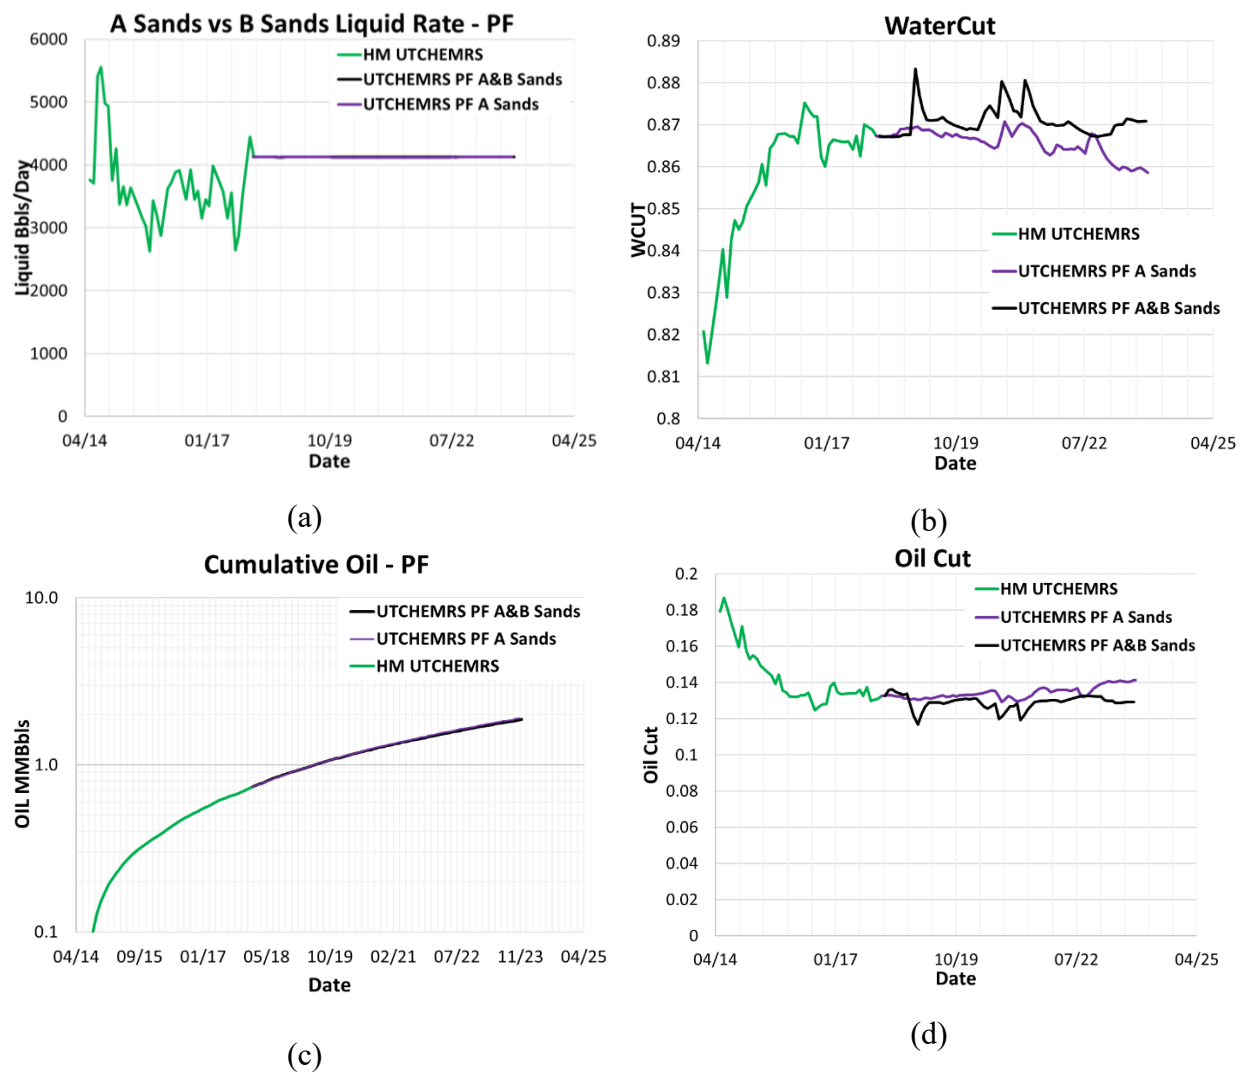 A Sands vs B Sands Liquid Rate - PF
6000
5000
4000
3000
2000
1000
0
Liquid Bbls/Day
HM UTCHEMRS
UTCHEMRS PF A&B Sands
UTCHEMRS PF A Sands
04/14 01/17 10/19 07/22 04/25
Date
(a)
WaterCut
0.89
0.88
0.87
0.86
0.85
0.84
0.83
0.82
0.81
0.8
WCUT
HM UTCHEMRS
UTCHEMRS PF A Sands
UTCHEMRS PF A&B Sands
04/14 01/17 10/19 07/22 04/25
Date
(b)
Cumulative Oil - PF
10.0
1.0
0.1
OIL MMBbls
UTCHEMRS PF A&B Sands
UTCHEMRS PF A Sands
HM UTCHEMRS
04/14 09/15 01/17 05/18 10/19 02/21 07/22 11/23 04/25
Date
(c)
Oil Cut
0.2
0.18
0.16
0.14
0.12
0.1
0.08
0.06
0.04
0.02
0
Oil Cut
HM UTCHEMRS
UTCHEMRS PF A Sands
UTCHEMRS PF A&B Sands
04/14 01/17 10/19 07/22 04/25
Date
(d)